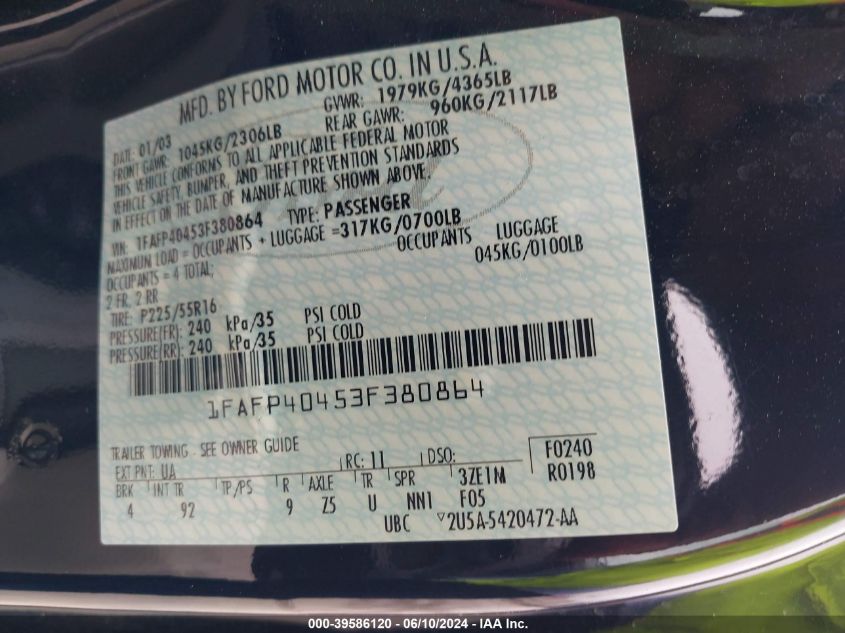 MFD. BY FORD MOTOR CO. IN U.S.A.
DATE: 01/03 GVWR: 1979KG/4365LB
FRONT GAWR: 1045KG/2306LB REAR GAWR: 960KG/2117LB
THIS VEHICLE CONFORMS TO ALL APPLICABLE FEDERAL MOTOR
VEHICLE SAFETY, BUMPER, AND THEFT PREVENTION STANDARDS
IN EFFECT ON THE DATE OF MANUFACTURE SHOWN ABOVE.
VIN: 1FAFP40453F380864 TYPE: PASSENGER
MAXIMUM LOAD = OCCUPANTS + LUGGAGE =317KG/0700LB
OCCUPANTS = 4 TOTAL; OCCUPANTS LUGGAGE
2 FR, 2 RR 045KG/0100LB
TIRE: P225/55R16
PRESSURE(FR): 240 kPa/35 PSI COLD
PRESSURE(RR): 240 kPa/35 PSI COLD
1FAFP40453F380864
TRAILER TOWING - SEE OWNER GUIDE
EXT PNT: UA RC: 11 DSO: F0240
BRK INT TR TP/PS R AXLE TR SPR 3ZE1M R0198
4 92 9 Z5 U NN1 F05
UBC ▽2U5A-5420472-AA
000-39586120 - 06/10/2024 - IAAI.com/IAA, Inc.